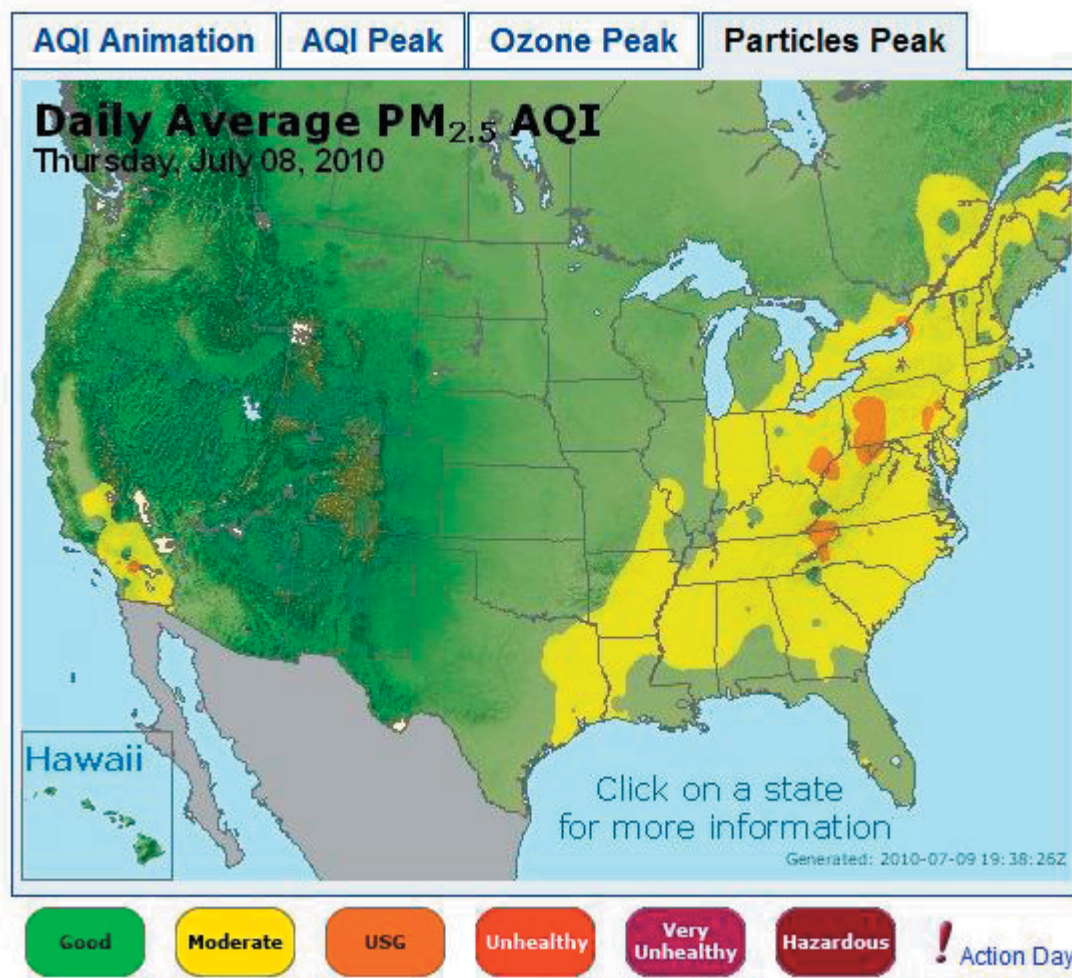 AQI Animation
AQI Peak
Ozone Peak
Particles Peak
Daily Average PM2.5 AQI
Thursday, July 08, 2010
Hawaii
Click on a state
for more information
Generated: 2010-07-09 19:38:26Z
Good
Moderate
USG
Unhealthy
Very
Unhealthy
Hazardous
! Action Day